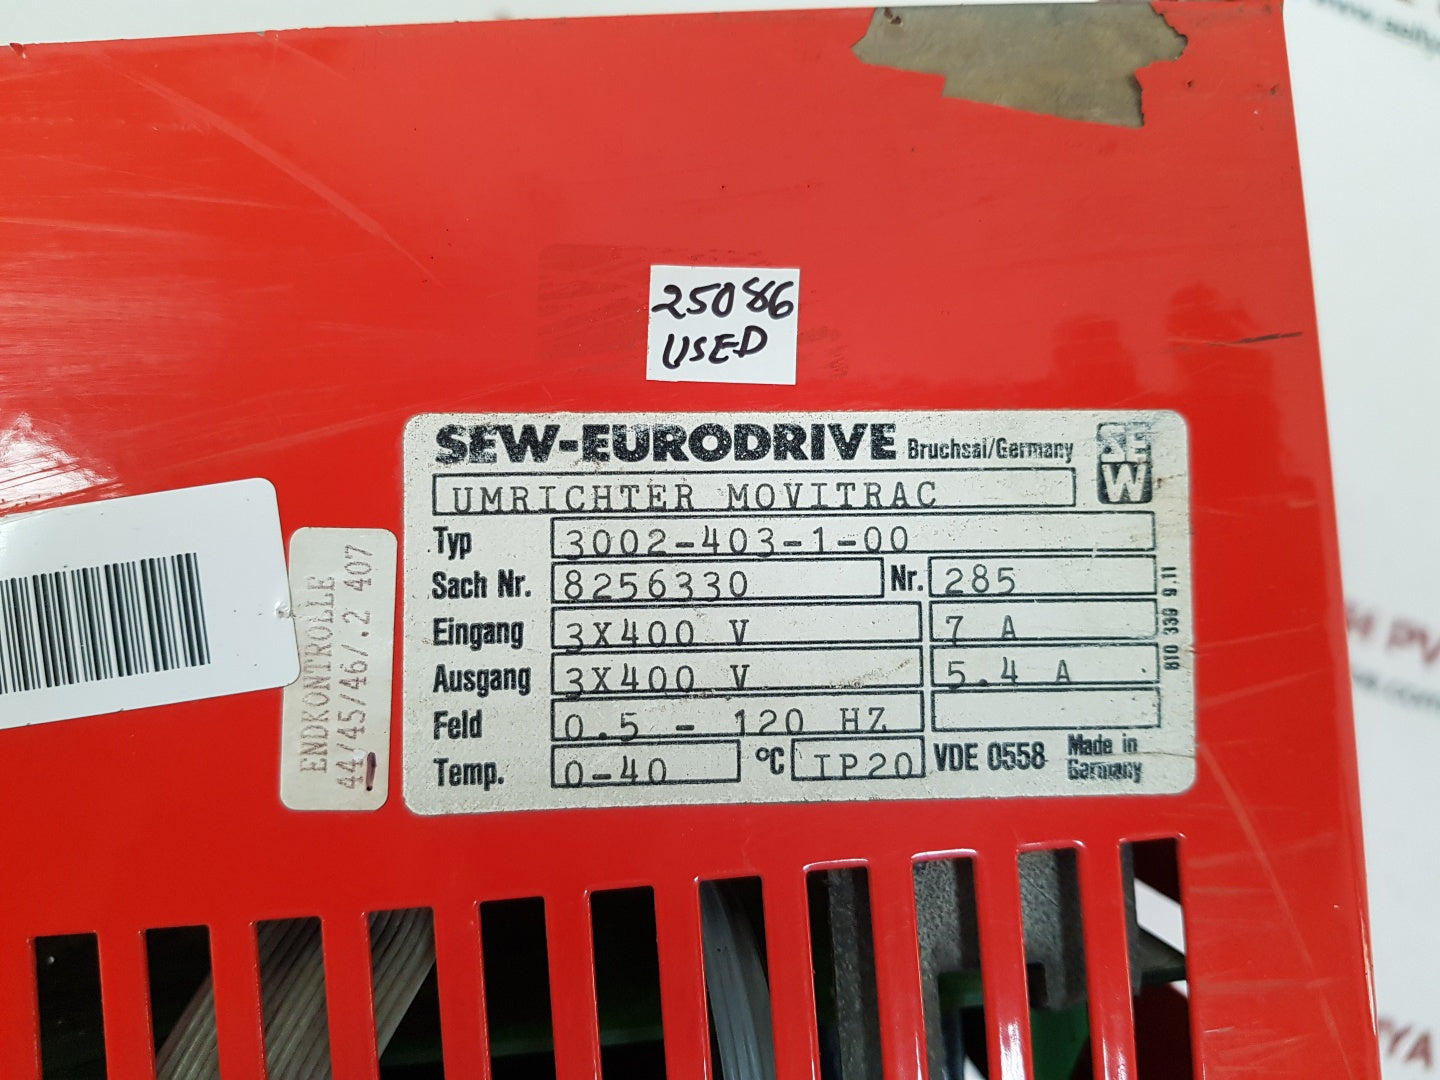 25086
USED
SEW-EURODRIVE Bruchsal/Germany
SE
W
UMRICHTER MOVITRAC
Typ 3002-403-1-00
Sach Nr. 8256330 Nr. 285
Eingang 3X400 V 7 A
Ausgang 3X400 V 5.4 A
Feld 0.5 - 120 HZ
Temp. 0-40 °C IP20 VDE 0558 Made in
Germany
810 339 9.11
ENDKONTROLLE
44/45/46/.2 407